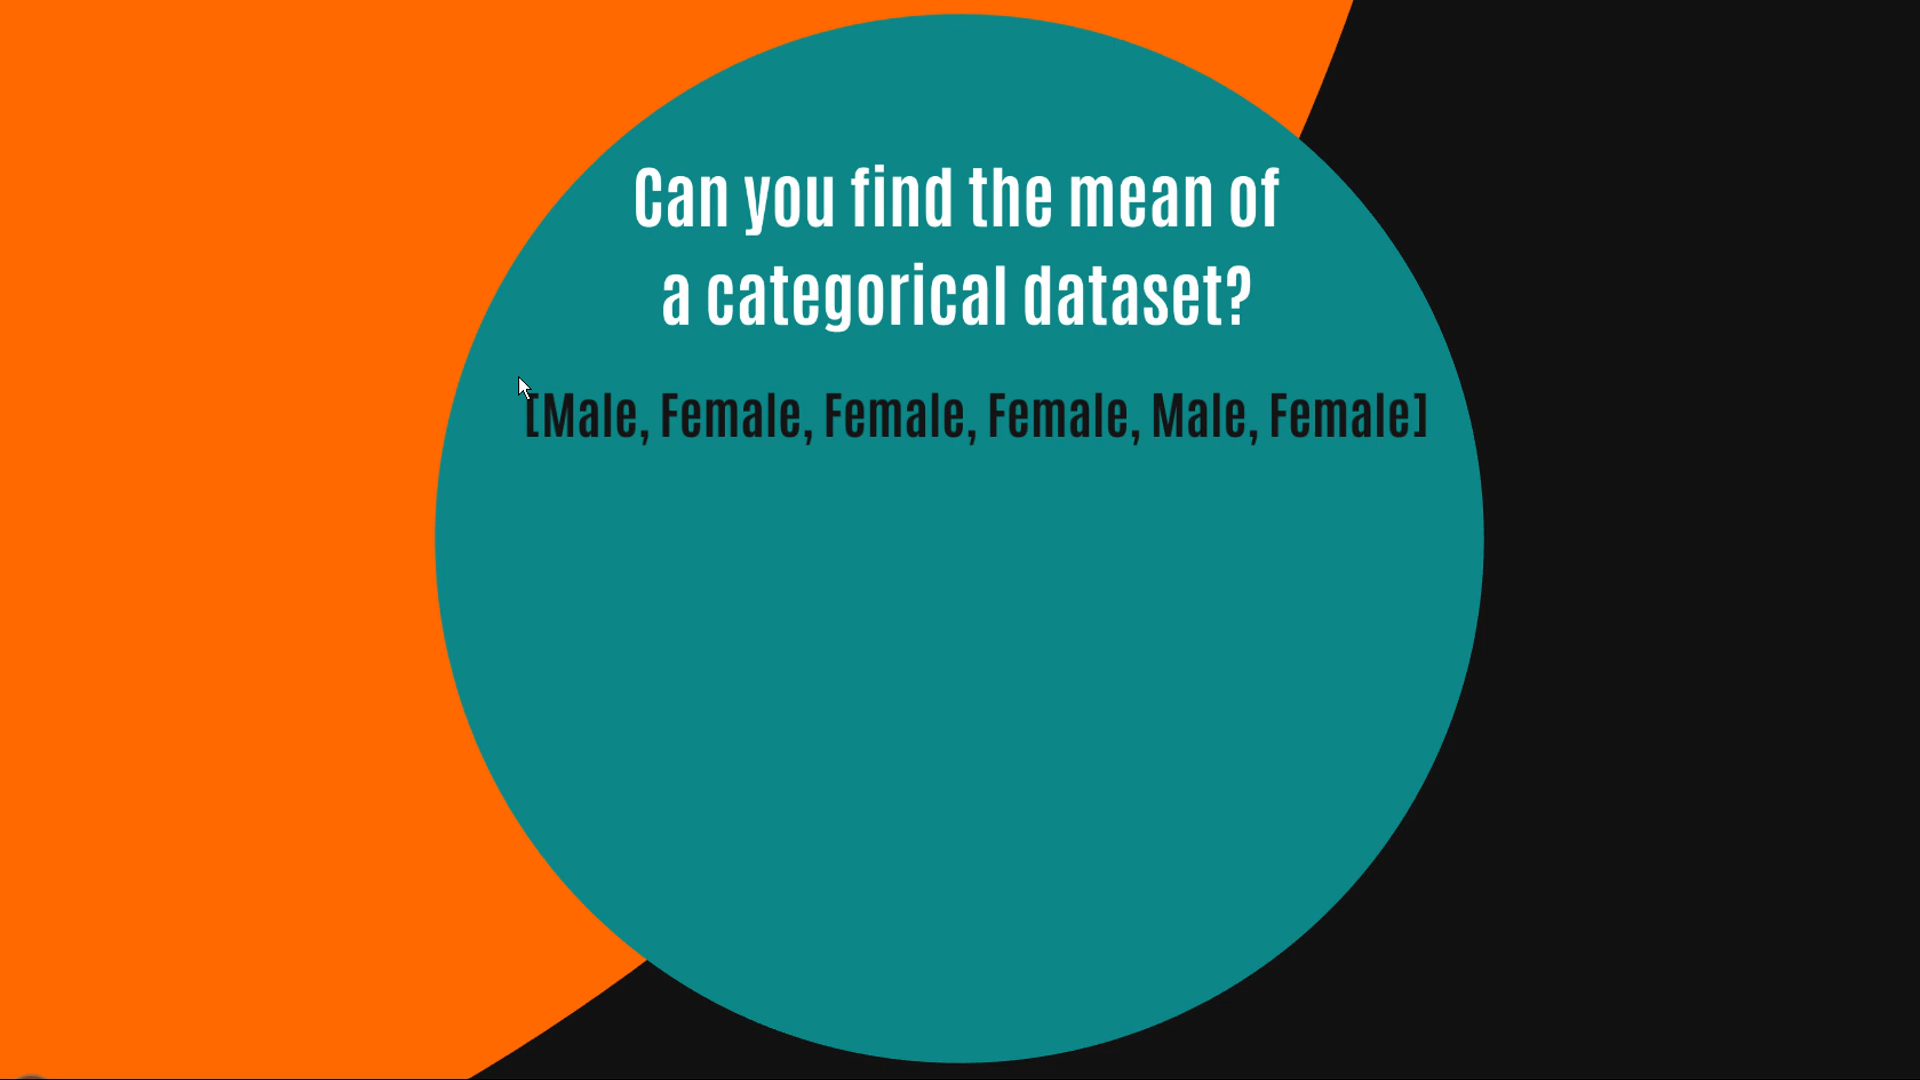 Can you find the mean of
a categorical dataset?
[Male, Female, Female, Female, Male, Female]